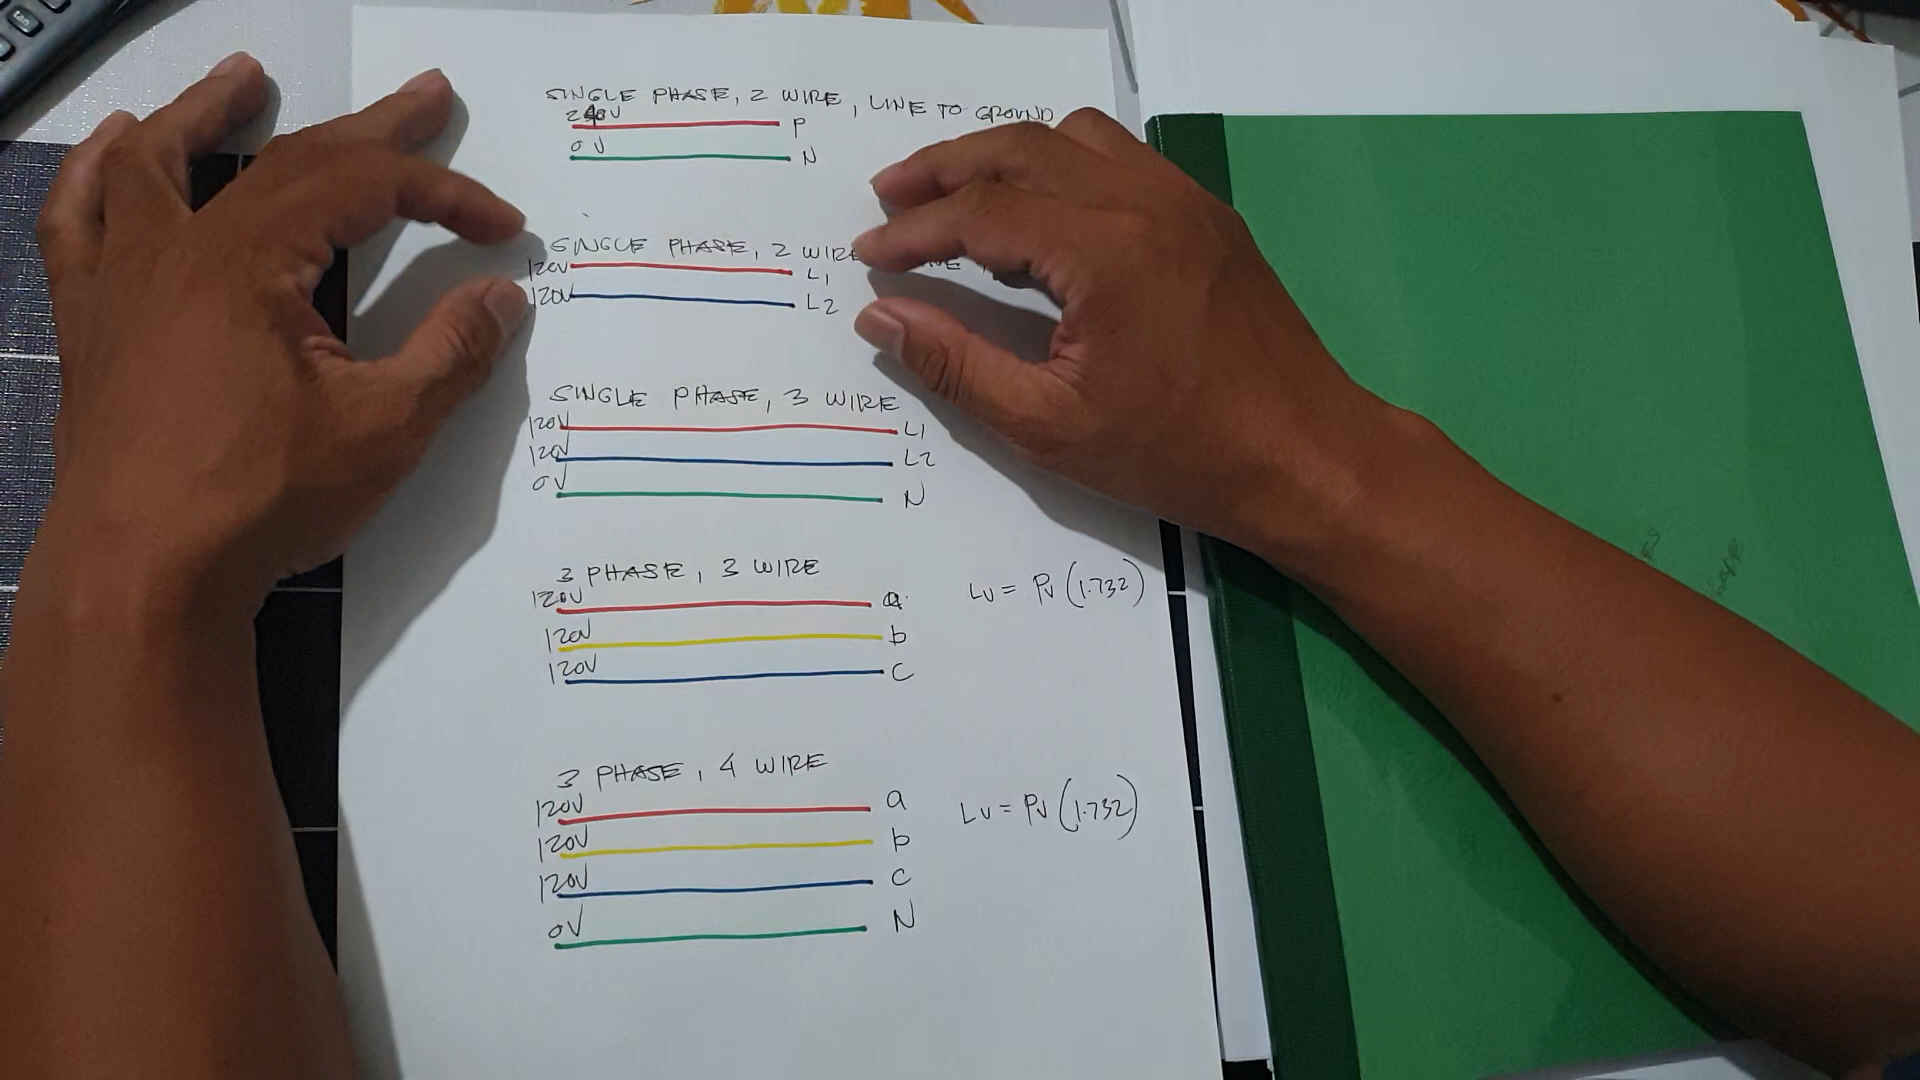 SINGLE PHASE, 2 WIRE, LINE TO GROUND
240V P
0V N
SINGLE PHASE, 2 WIRE
120V L1
120V L2
SINGLE PHASE, 3 WIRE
120V L1
120V L2
0V N
3 PHASE, 3 WIRE
120V a
120V b
120V c
LV = PV (1.732)
3 PHASE, 4 WIRE
120V a
120V b
120V c
0V N
LV = PV (1.732)
tan